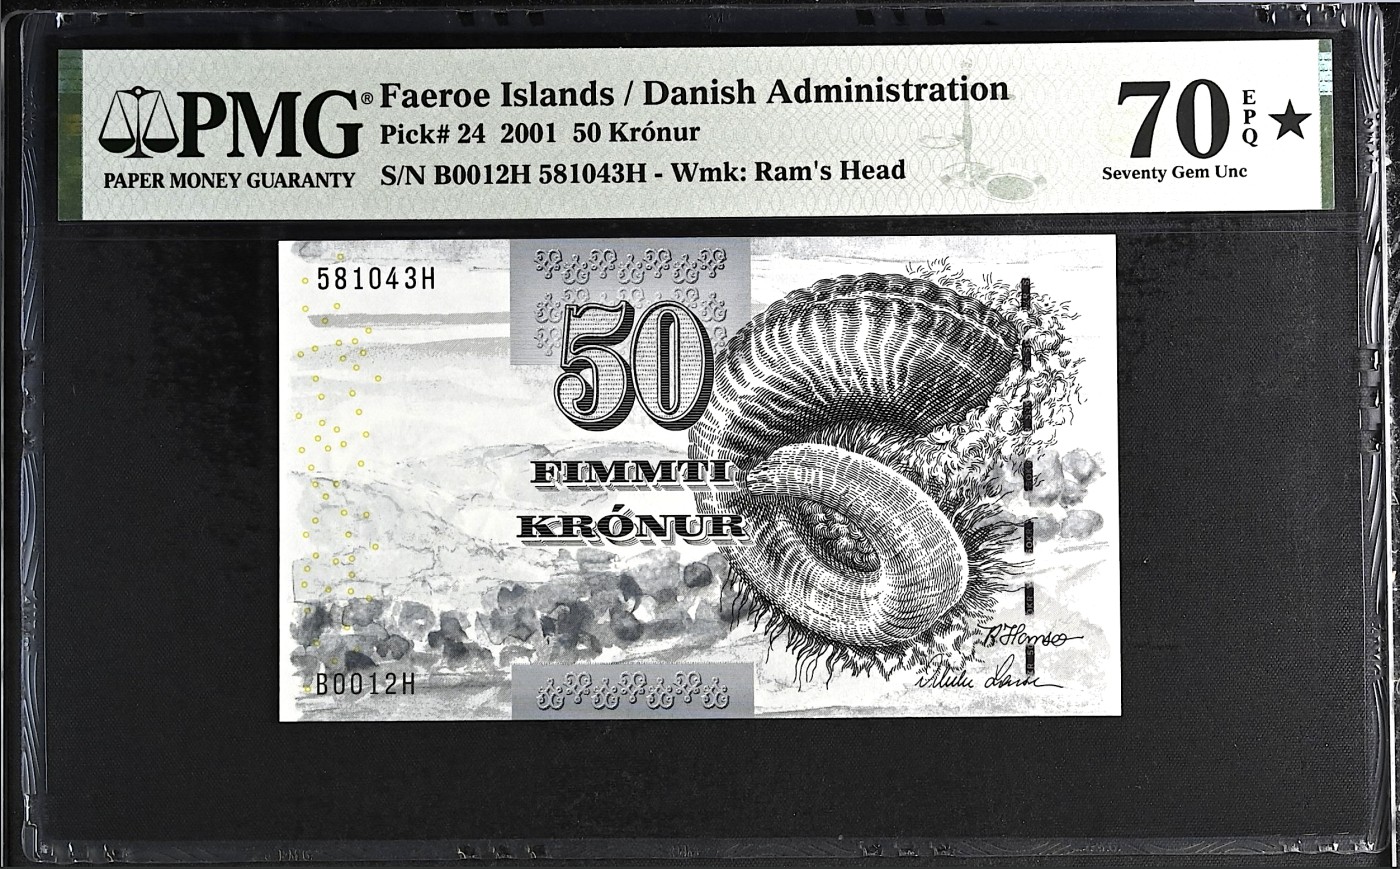 PMG®
PAPER MONEY GUARANTY
Faeroe Islands / Danish Administration
Pick# 24 2001 50 Krónur
S/N B0012H 581043H - Wmk: Ram's Head
70 EPQ ★
Seventy Gem Unc
581043H
50
FIMMTI
KRÓNUR
B0012H